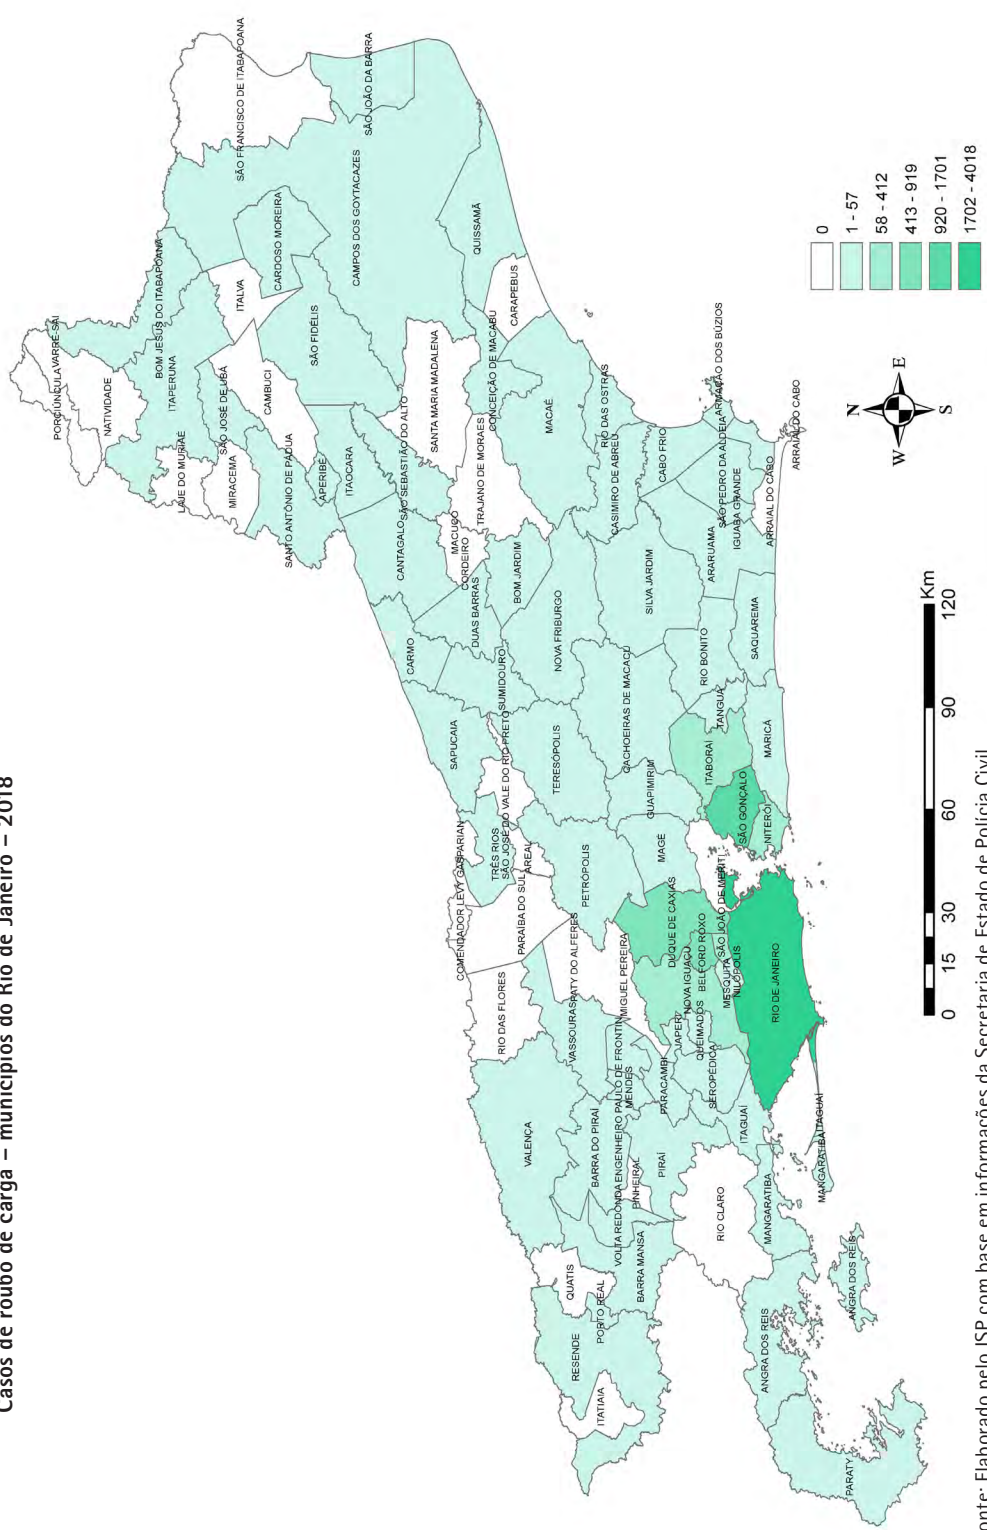 Casos de roubo de carga – municípios do Rio de Janeiro – 2018
PORCIÚNCULA
VARRE-SAI
NATIVIDADE
BOM JESUS DO ITABAPOANA
ITAPERUNA
LAJE DO MURIAÉ
SÃO JOSÉ DE UBÁ
MIRACEMA
ITALVA
CAMBUCI
CARDOSO MOREIRA
SÃO FRANCISCO DE ITABAPOANA
SÃO JOÃO DA BARRA
CAMPOS DOS GOYTACAZES
SÃO FIDÉLIS
SANTO ANTÔNIO DE PÁDUA
APERIBÉ
ITAOCARA
QUISSAMÃ
CARAPEBUS
CONCEIÇÃO DE MACABU
SANTA MARIA MADALENA
TRAJANO DE MORAES
MACAÉ
SÃO SEBASTIÃO DO ALTO
CANTAGALO
MACUCO
CORDEIRO
CARMO
DUAS BARRAS
BOM JARDIM
SUMIDOURO
NOVA FRIBURGO
RIO DAS OSTRAS
CASIMIRO DE ABREU
CABO FRIO
ARMAÇÃO DOS BÚZIOS
SÃO PEDRO DA ALDEIA
IGUABA GRANDE
ARRAIAL DO CABO
ARRAIAL DO CABO
ARARUAMA
SILVA JARDIM
SAQUAREMA
RIO BONITO
CACHOEIRAS DE MACACU
TANGUÁ
ITABORAÍ
MARICÁ
SÃO GONÇALO
NITERÓI
GUAPIMIRIM
TERESÓPOLIS
SAPUCAIA
SÃO JOSÉ DO VALE DO RIO PRETO
TRÊS RIOS
AREAL
COMENDADOR LEVY GASPARIAN
PARAÍBA DO SUL
PETRÓPOLIS
MAGÉ
DUQUE DE CAXIAS
SÃO JOÃO DE MERITI
BELFORD ROXO
NOVA IGUAÇU
MESQUITA
NILÓPOLIS
RIO DE JANEIRO
QUEIMADOS
JAPERI
SEROPÉDICA
ITAGUAÍ
ITAGUAÍ
PARACAMBI
MIGUEL PEREIRA
PATY DO ALFERES
VASSOURAS
RIO DAS FLORES
VALENÇA
ENGENHEIRO PAULO DE FRONTIN
MENDES
BARRA DO PIRAÍ
PIRAÍ
PINHEIRAL
VOLTA REDONDA
BARRA MANSA
RIO CLARO
MANGARATIBA
MANGARATIBA
ANGRA DOS REIS
ANGRA DOS REIS
PARATY
QUATIS
PORTO REAL
RESENDE
ITATIAIA
0
1 - 57
58 - 412
413 - 919
920 - 1701
1702 - 4018
N
E
S
W
0 15 30 60 90 120
Km
onte: Elaborado pelo ISP com base em informações da Secretaria de Estado de Polícia Civil